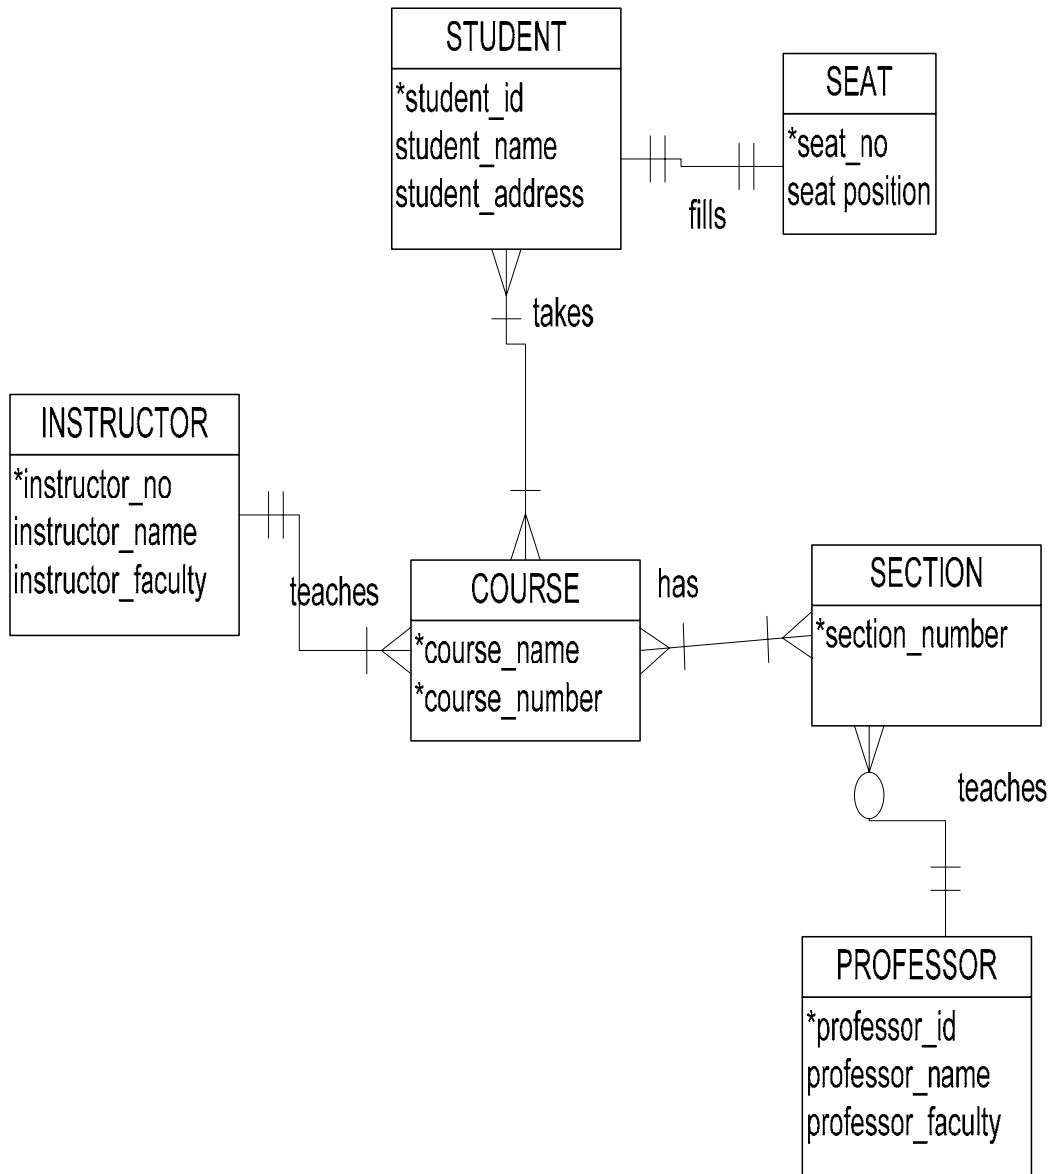 STUDENT
*student_id
student_name
student_address
SEAT
*seat_no
seat position
fills
takes
INSTRUCTOR
*instructor_no
instructor_name
instructor_faculty
teaches
COURSE
*course_name
*course_number
has
SECTION
*section_number
teaches
PROFESSOR
*professor_id
professor_name
professor_faculty